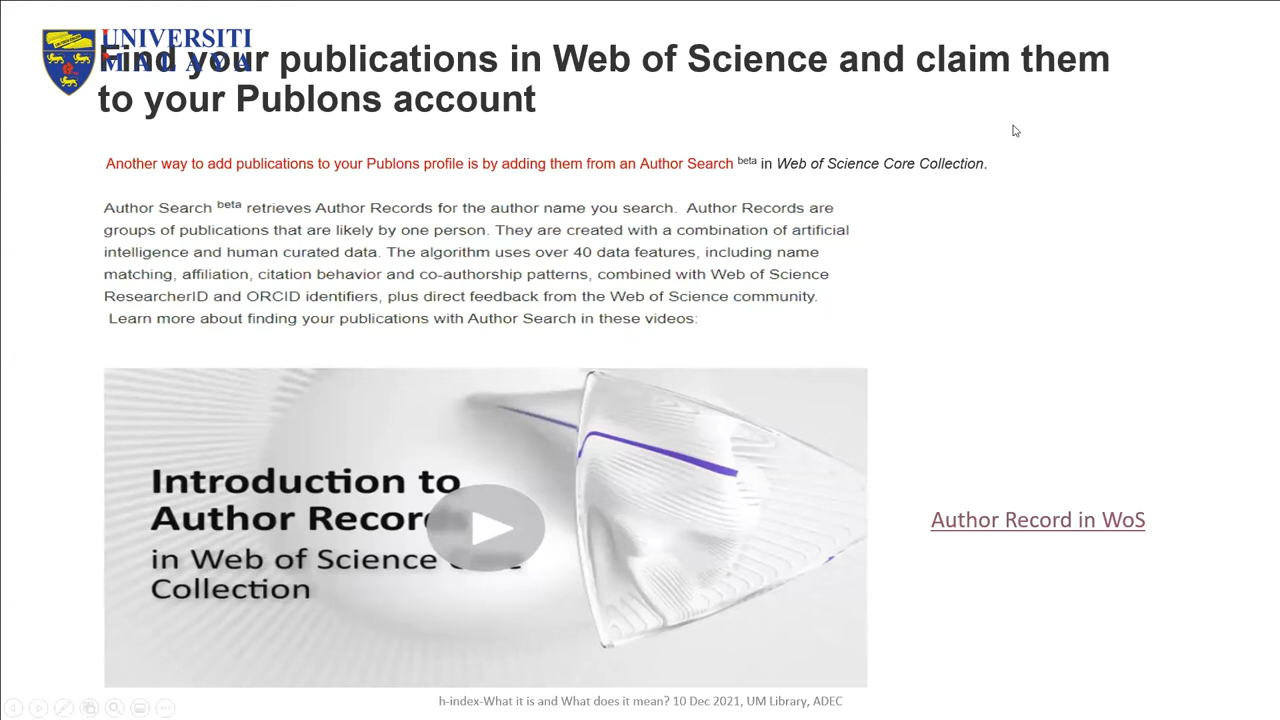 UNIVERSITI
MALAYA
Find your publications in Web of Science and claim them
to your Publons account
Another way to add publications to your Publons profile is by adding them from an Author Search beta in Web of Science Core Collection.
Author Search beta retrieves Author Records for the author name you search. Author Records are
groups of publications that are likely by one person. They are created with a combination of artificial
intelligence and human curated data. The algorithm uses over 40 data features, including name
matching, affiliation, citation behavior and co-authorship patterns, combined with Web of Science
ResearcherID and ORCID identifiers, plus direct feedback from the Web of Science community.
Learn more about finding your publications with Author Search in these videos:
Introduction to
Author Records
in Web of Science Core
Collection
Author Record in WoS
h-index-What it is and What does it mean? 10 Dec 2021, UM Library, ADEC